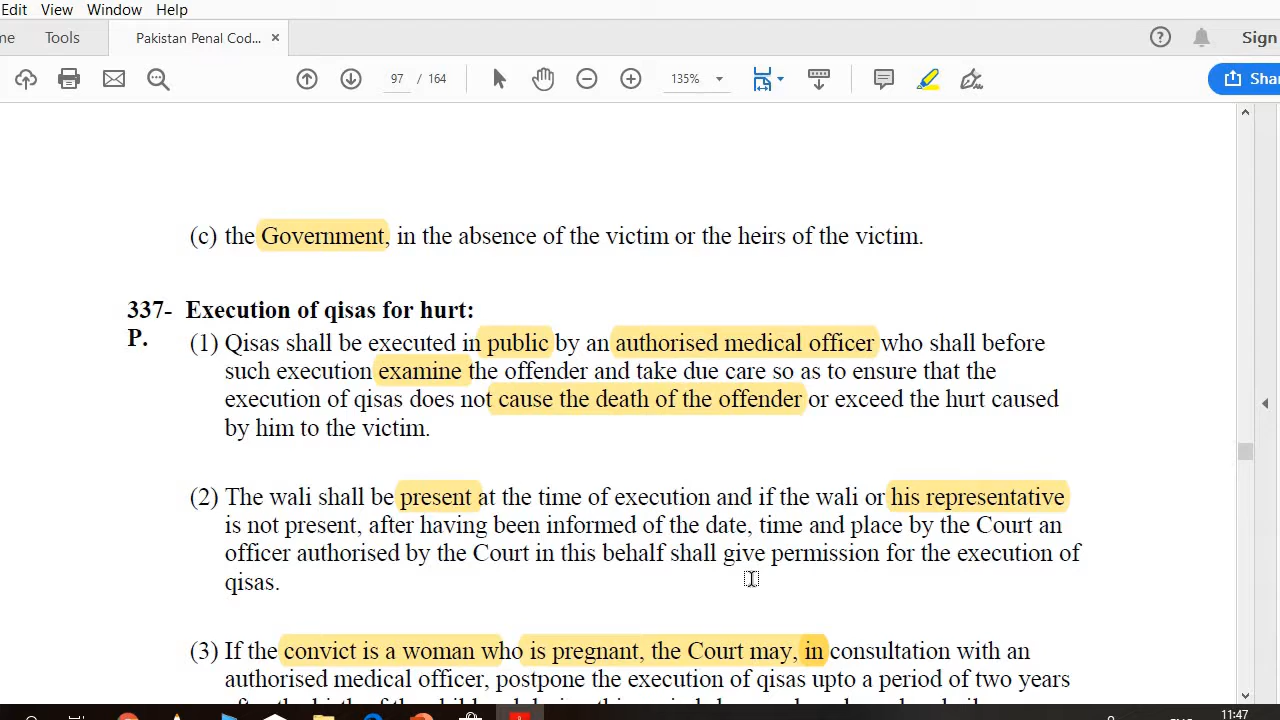 Edit View Window Help
me Tools Pakistan Penal Cod... ×
? Sign
97 / 164 135% Shar
(c) the Government, in the absence of the victim or the heirs of the victim.
337- Execution of qisas for hurt:
P. (1) Qisas shall be executed in public by an authorised medical officer who shall before
such execution examine the offender and take due care so as to ensure that the
execution of qisas does not cause the death of the offender or exceed the hurt caused
by him to the victim.
(2) The wali shall be present at the time of execution and if the wali or his representative
is not present, after having been informed of the date, time and place by the Court an
officer authorised by the Court in this behalf shall give permission for the execution of
qisas.
(3) If the convict is a woman who is pregnant, the Court may, in consultation with an
authorised medical officer, postpone the execution of qisas upto a period of two years
11:47